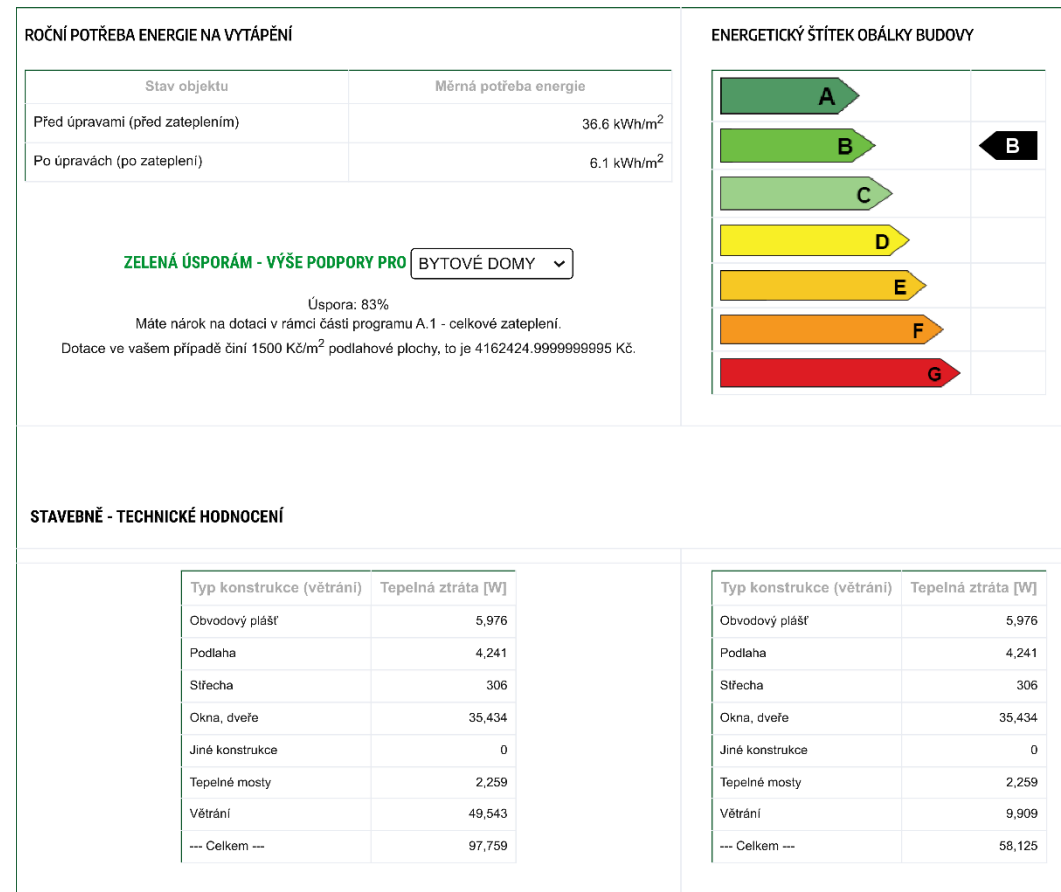 ROČNÍ POTŘEBA ENERGIE NA VYTÁPĚNÍ
Stav objektu Měrná potřeba energie
Před úpravami (před zateplením) 36.6 kWh/m²
Po úpravách (po zateplení) 6.1 kWh/m²
ZELENÁ ÚSPORÁM - VÝŠE PODPORY PRO BYTOVÉ DOMY
Úspora: 83%
Máte nárok na dotaci v rámci části programu A.1 - celkové zateplení.
Dotace ve vašem případě činí 1500 Kč/m² podlahové plochy, to je 4162424.9999999995 Kč.
ENERGETICKÝ ŠTÍTEK OBÁLKY BUDOVY
A
B B
C
D
E
F
G
STAVEBNĚ - TECHNICKÉ HODNOCENÍ
Typ konstrukce (větrání) Tepelná ztráta [W]
Obvodový plášť 5,976
Podlaha 4,241
Střecha 306
Okna, dveře 35,434
Jiné konstrukce 0
Tepelné mosty 2,259
Větrání 49,543
--- Celkem --- 97,759
Typ konstrukce (větrání) Tepelná ztráta [W]
Obvodový plášť 5,976
Podlaha 4,241
Střecha 306
Okna, dveře 35,434
Jiné konstrukce 0
Tepelné mosty 2,259
Větrání 9,909
--- Celkem --- 58,125